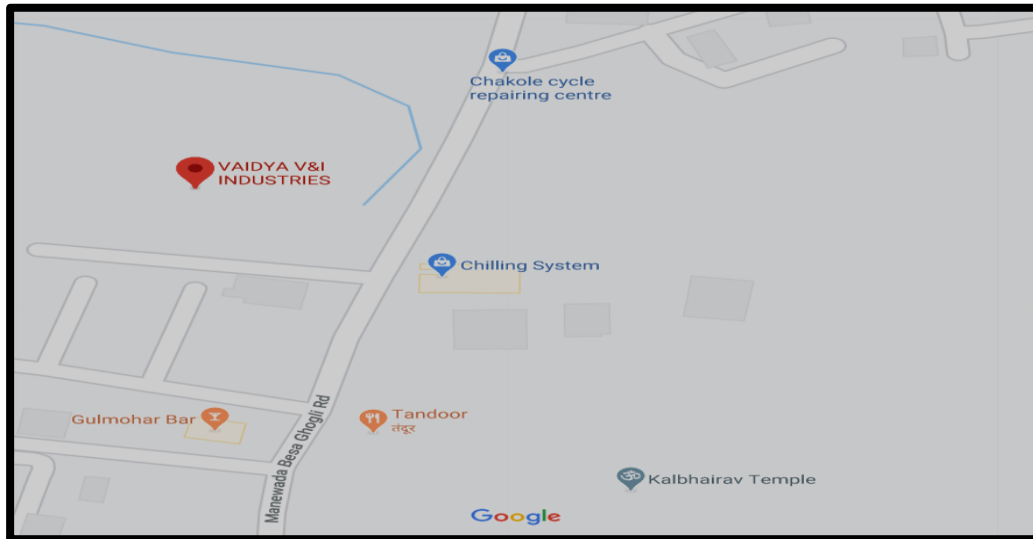 Chakole cycle
repairing centre
VAIDYA V&I
INDUSTRIES
Chilling System
Tandoor
तंदूर
Gulmohar Bar
Manewada Besa Ghogli Rd
Kalbhairav Temple
Google